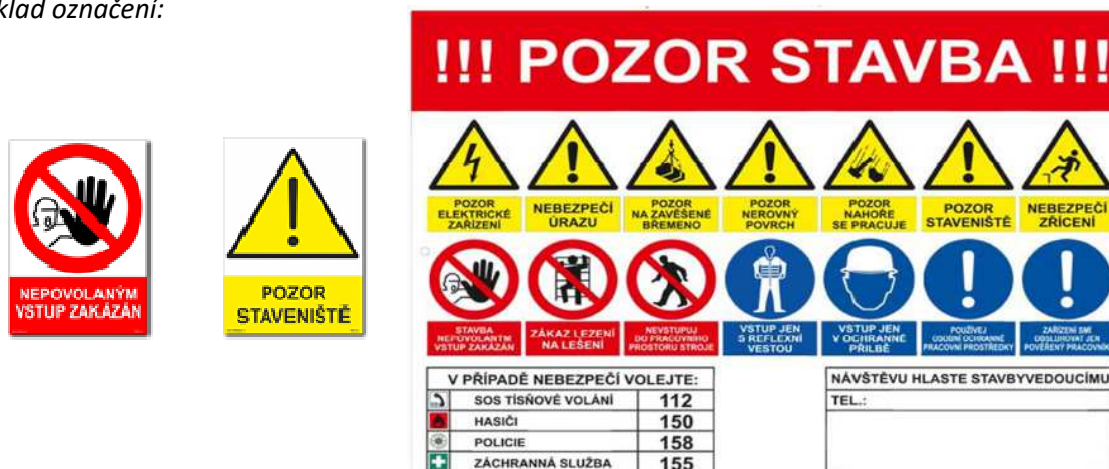 klad označení:
!!! POZOR STAVBA !!!
NEPOVOLANÝM
VSTUP ZAKÁZÁN
POZOR
STAVENIŠTĚ
POZOR
ELEKTRICKÉ
ZAŘÍZENÍ
NEBEZPEČÍ
ÚRAZU
POZOR
NA ZAVĚŠENÉ
BŘEMENO
POZOR
NEROVNÝ
POVRCH
POZOR
NAHOŘE
SE PRACUJE
POZOR
STAVENIŠTĚ
NEBEZPEČÍ
ZŘÍCENÍ
STAVBA
NEPOVOLANÝM
VSTUP ZAKÁZÁN
ZÁKAZ LEZENÍ
NA LEŠENÍ
NEVSTUPUJ
DO PRACOVNÍHO
PROSTORU STROJE
VSTUP JEN
S REFLEXNÍ
VESTOU
VSTUP JEN
V OCHRANNÉ
PŘILBĚ
POUŽÍVEJ
OSOBNÍ OCHRANNÉ
PRACOVNÍ PROSTŘEDKY
ZAŘÍZENÍ SMÍ
OBSLUHOVAT JEN
POVĚŘENÝ PRACOVNÍK
V PŘÍPADĚ NEBEZPEČÍ VOLEJTE:
SOS TÍSŇOVÉ VOLÁNÍ 112
HASIČI 150
POLICIE 158
ZÁCHRANNÁ SLUŽBA 155
NÁVŠTĚVU HLASTE STAVBYVEDOUCÍMU
TEL.: